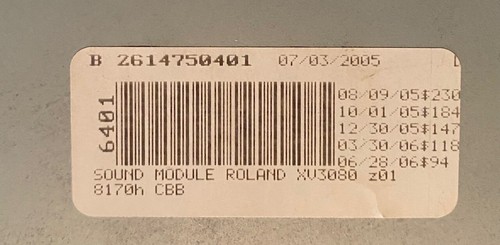 B 2614750401 07/03/2005
6401
08/09/05$230
10/01/05$184
12/30/05$147
03/30/06$118
06/28/06$94
SOUND MODULE ROLAND XV3080 z01
8170h CBB